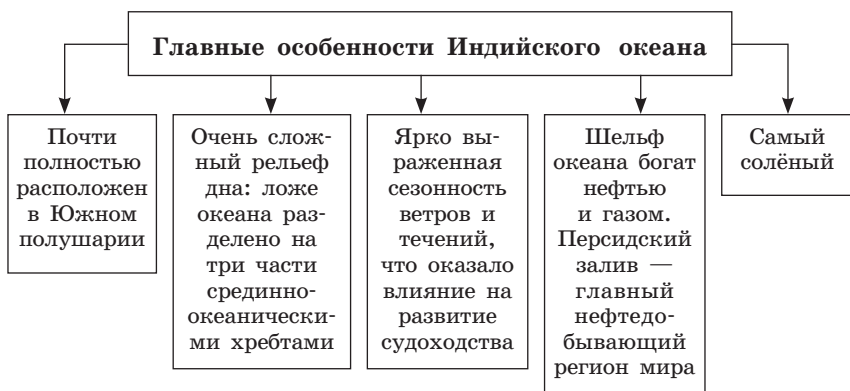 Главные особенности Индийского океана
Почти
полностью
расположен
в Южном
полушарии
Очень слож-
ный рельеф
дна: ложе
океана раз-
делено на
три части
срединно-
океанически-
ми хребтами
Ярко вы-
раженная
сезонность
ветров и
течений,
что оказало
влияние на
развитие
судоходства
Шельф
океана богат
нефтью
и газом.
Персидский
залив —
главный
нефтедо-
бывающий
регион мира
Самый
солёный